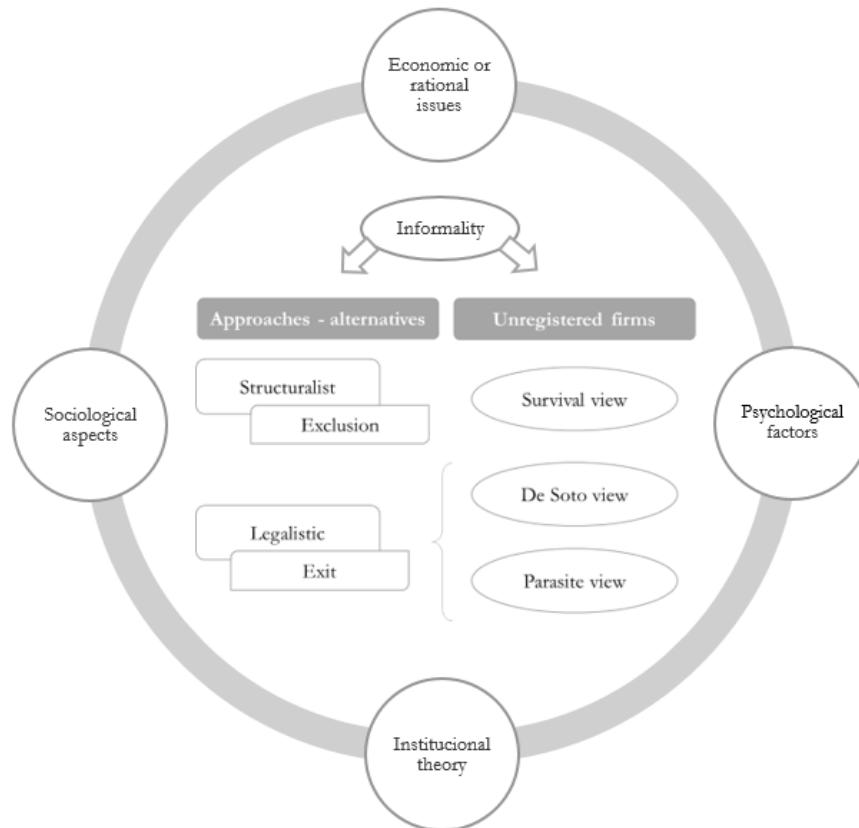 Economic or
rational
issues
Informality
Approaches - alternatives
Unregistered firms
Structuralist
Exclusion
Survival view
Sociological
aspects
Psychological
factors
De Soto view
Legalistic
Exit
Parasite view
Institucional
theory